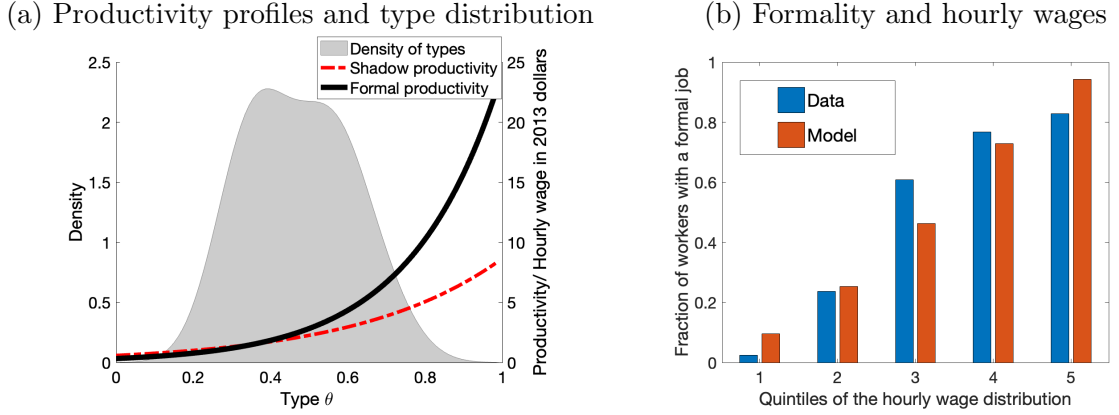 (a) Productivity profiles and type distribution
Density of types
Shadow productivity
Formal productivity
2.5
2
1.5
1
0.5
0
Density
25
20
15
10
5
0
Productivity/ Hourly wage in 2013 dollars
0
0.2
0.4
0.6
0.8
1
Type θ
(b) Formality and hourly wages
Data
Model
1
0.8
0.6
0.4
0.2
0
Fraction of workers with a formal job
1
2
3
4
5
Quintiles of the hourly wage distribution